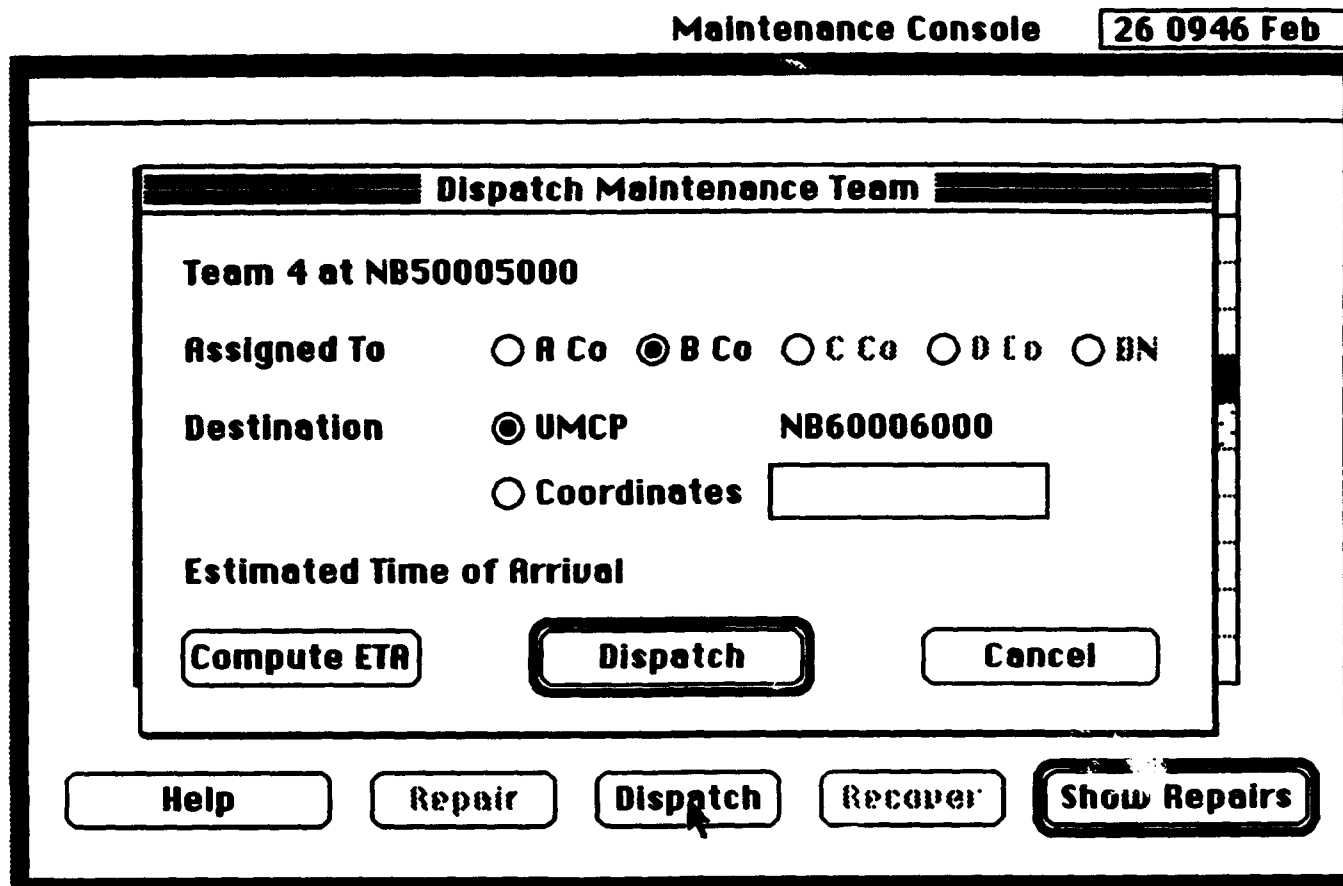 Maintenance Console 26 0946 Feb
Dispatch Maintenance Team
Team 4 at NB50005000
Assigned To A Co B Co C Co D Co BN
Destination UMCP NB60006000
Coordinates
Estimated Time of Arrival
Compute ETA Dispatch Cancel
Help Repair Dispatch Recover Show Repairs